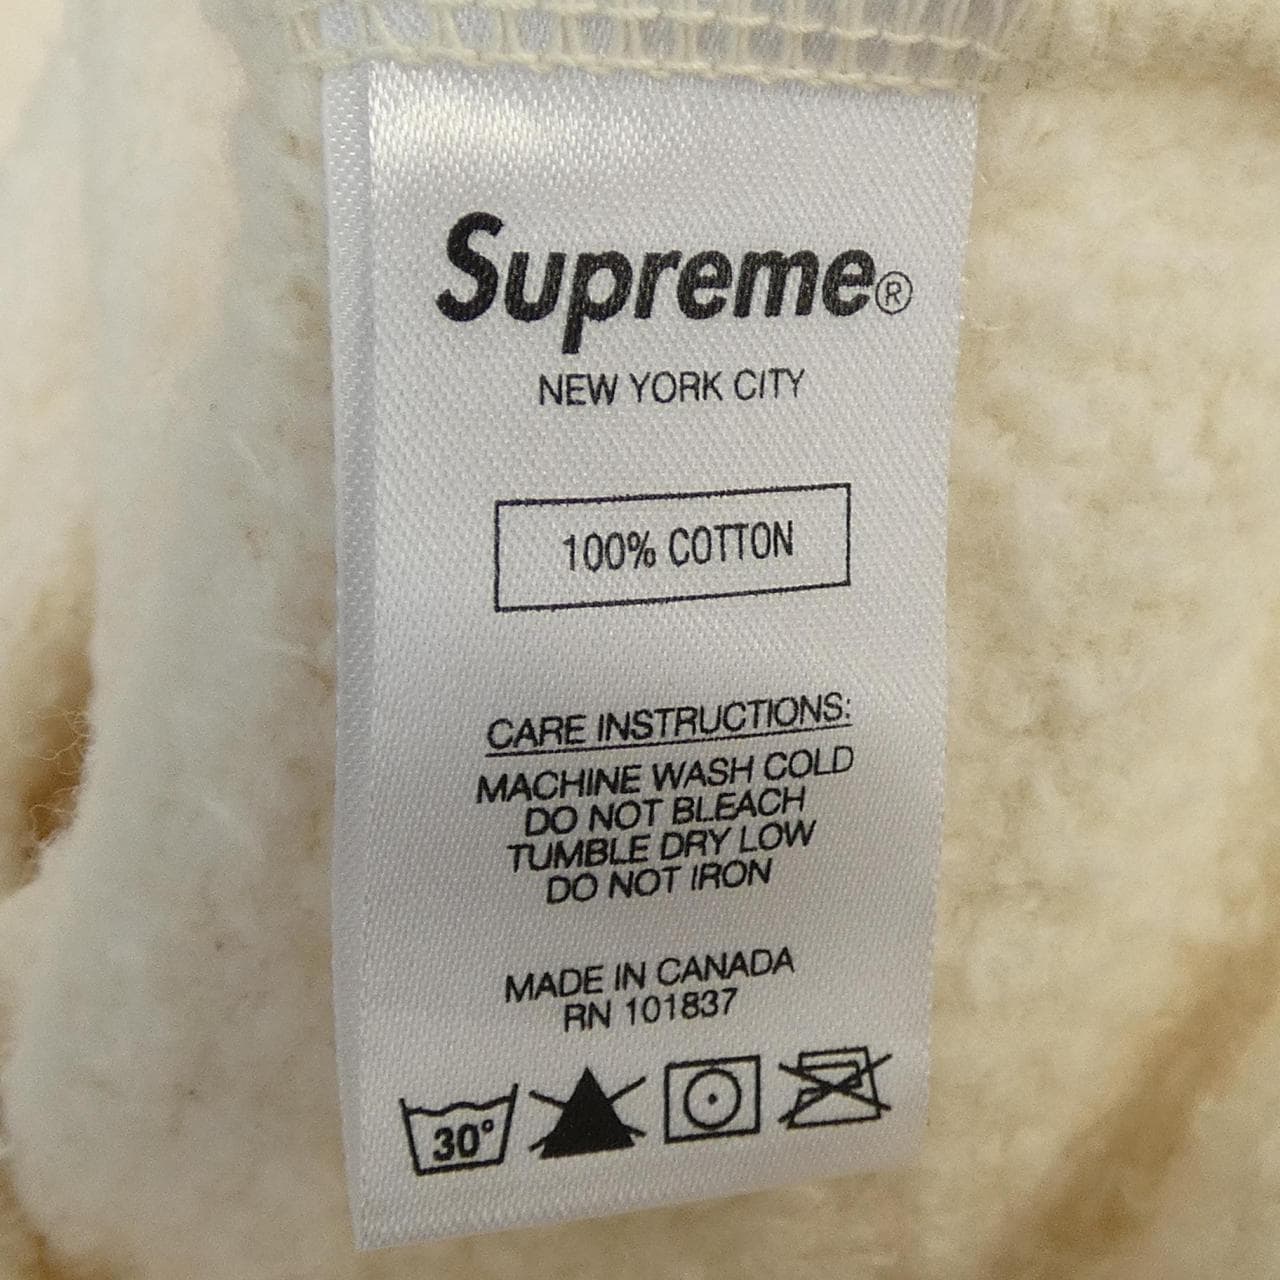 Supreme®
NEW YORK CITY
100% COTTON
CARE INSTRUCTIONS:
MACHINE WASH COLD
DO NOT BLEACH
TUMBLE DRY LOW
DO NOT IRON
MADE IN CANADA
RN 101837
30°